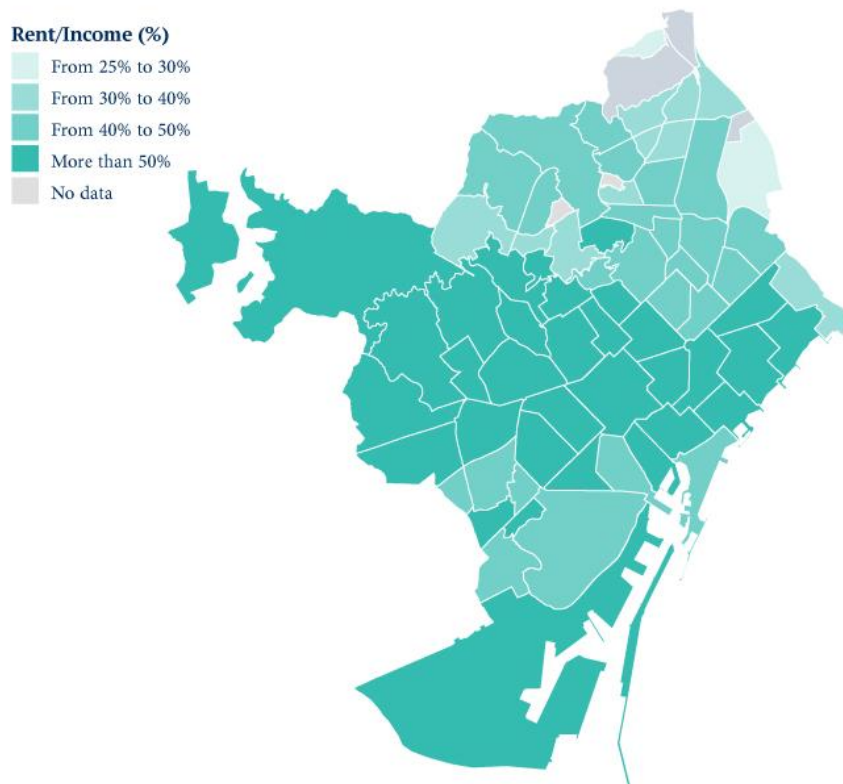 Rent/Income (%)
From 25% to 30%
From 30% to 40%
From 40% to 50%
More than 50%
No data